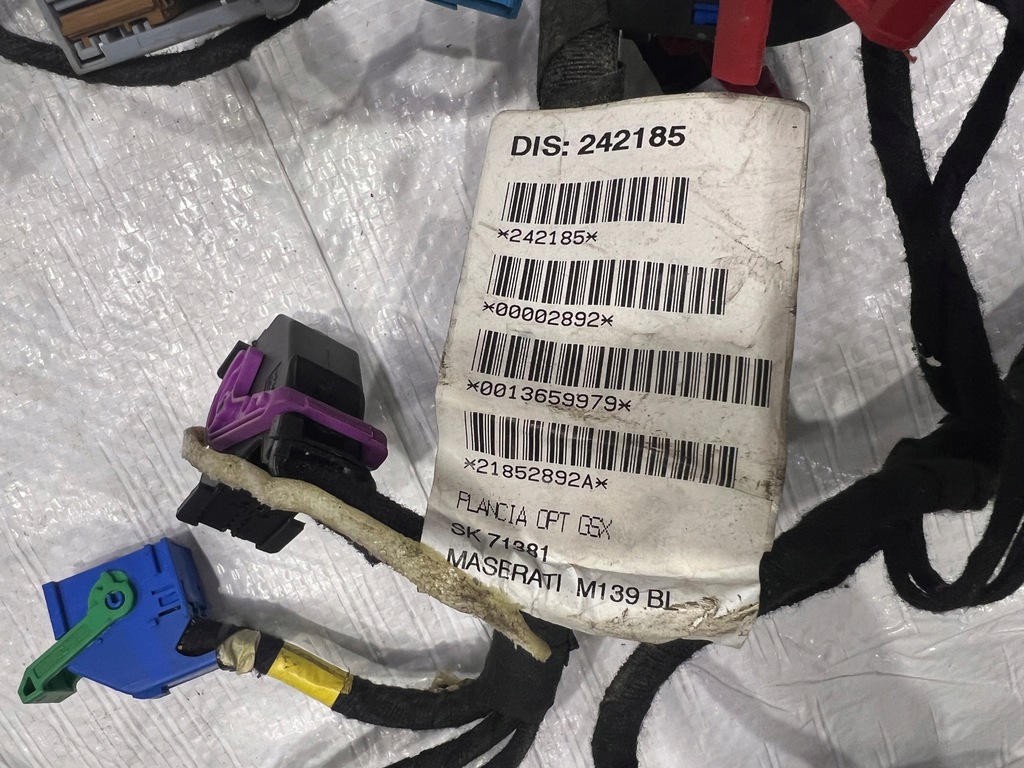 DIS: 242185
*242185*
*00002892*
*0013659979*
*21852892A*
PLANCIA OPT GSX
SK 71381
MASERATI M139 BL